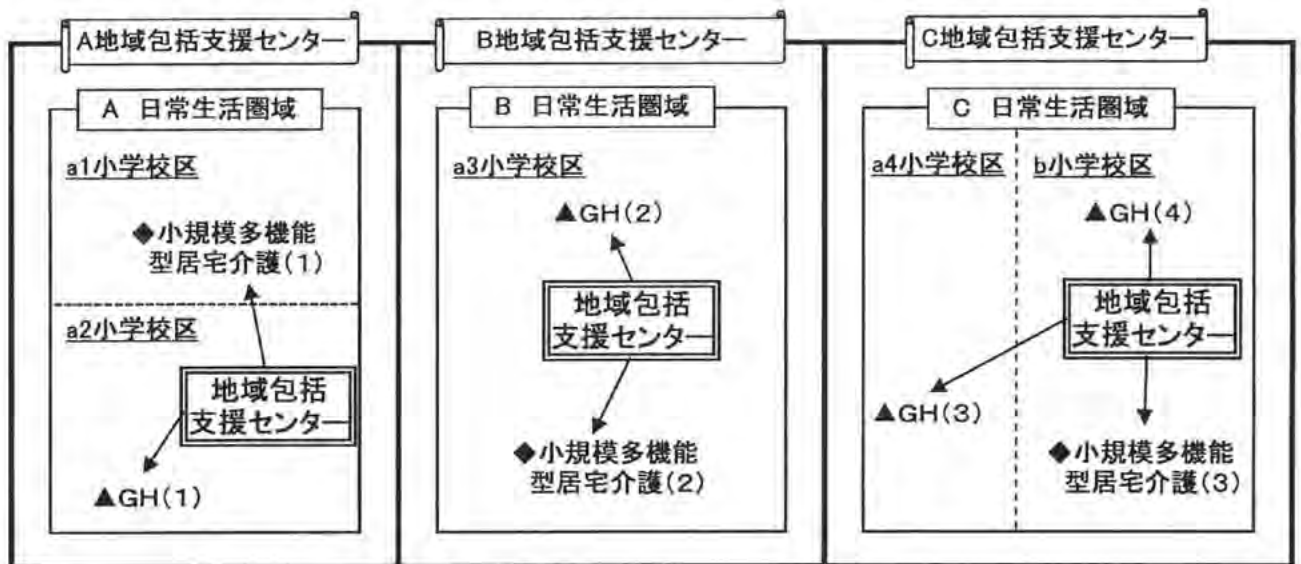 A地域包括支援センター
A 日常生活圏域
a1小学校区
◆小規模多機能
型居宅介護(1)
a2小学校区
地域包括
支援センター
▲GH(1)
B地域包括支援センター
B 日常生活圏域
a3小学校区
▲GH(2)
地域包括
支援センター
◆小規模多機能
型居宅介護(2)
C地域包括支援センター
C 日常生活圏域
a4小学校区
▲GH(3)
b小学校区
▲GH(4)
地域包括
支援センター
◆小規模多機能
型居宅介護(3)